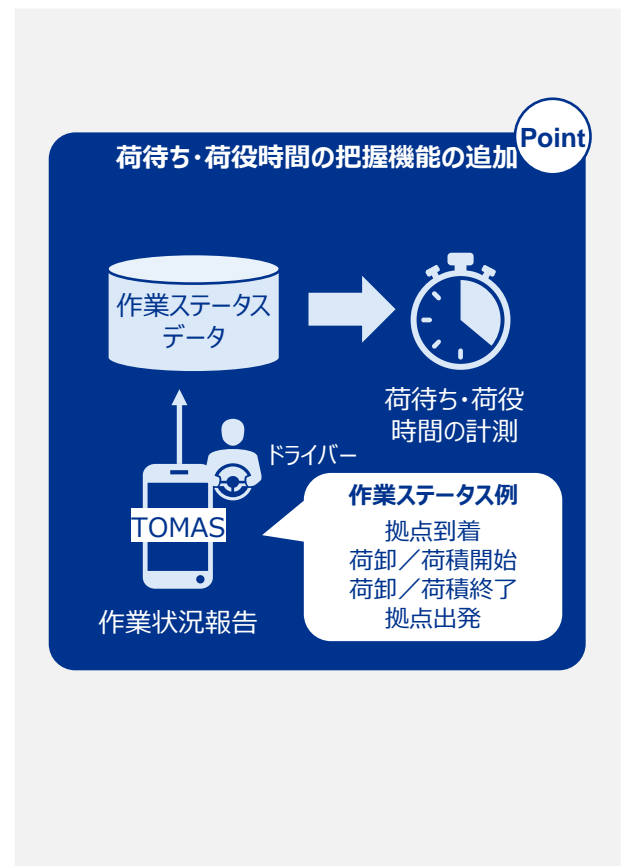 Point
荷待ち・荷役時間の把握機能の追加
作業ステータス
データ
荷待ち・荷役
時間の計測
ドライバー
TOMAS
作業状況報告
作業ステータス例
拠点到着
荷卸／荷積開始
荷卸／荷積終了
拠点出発